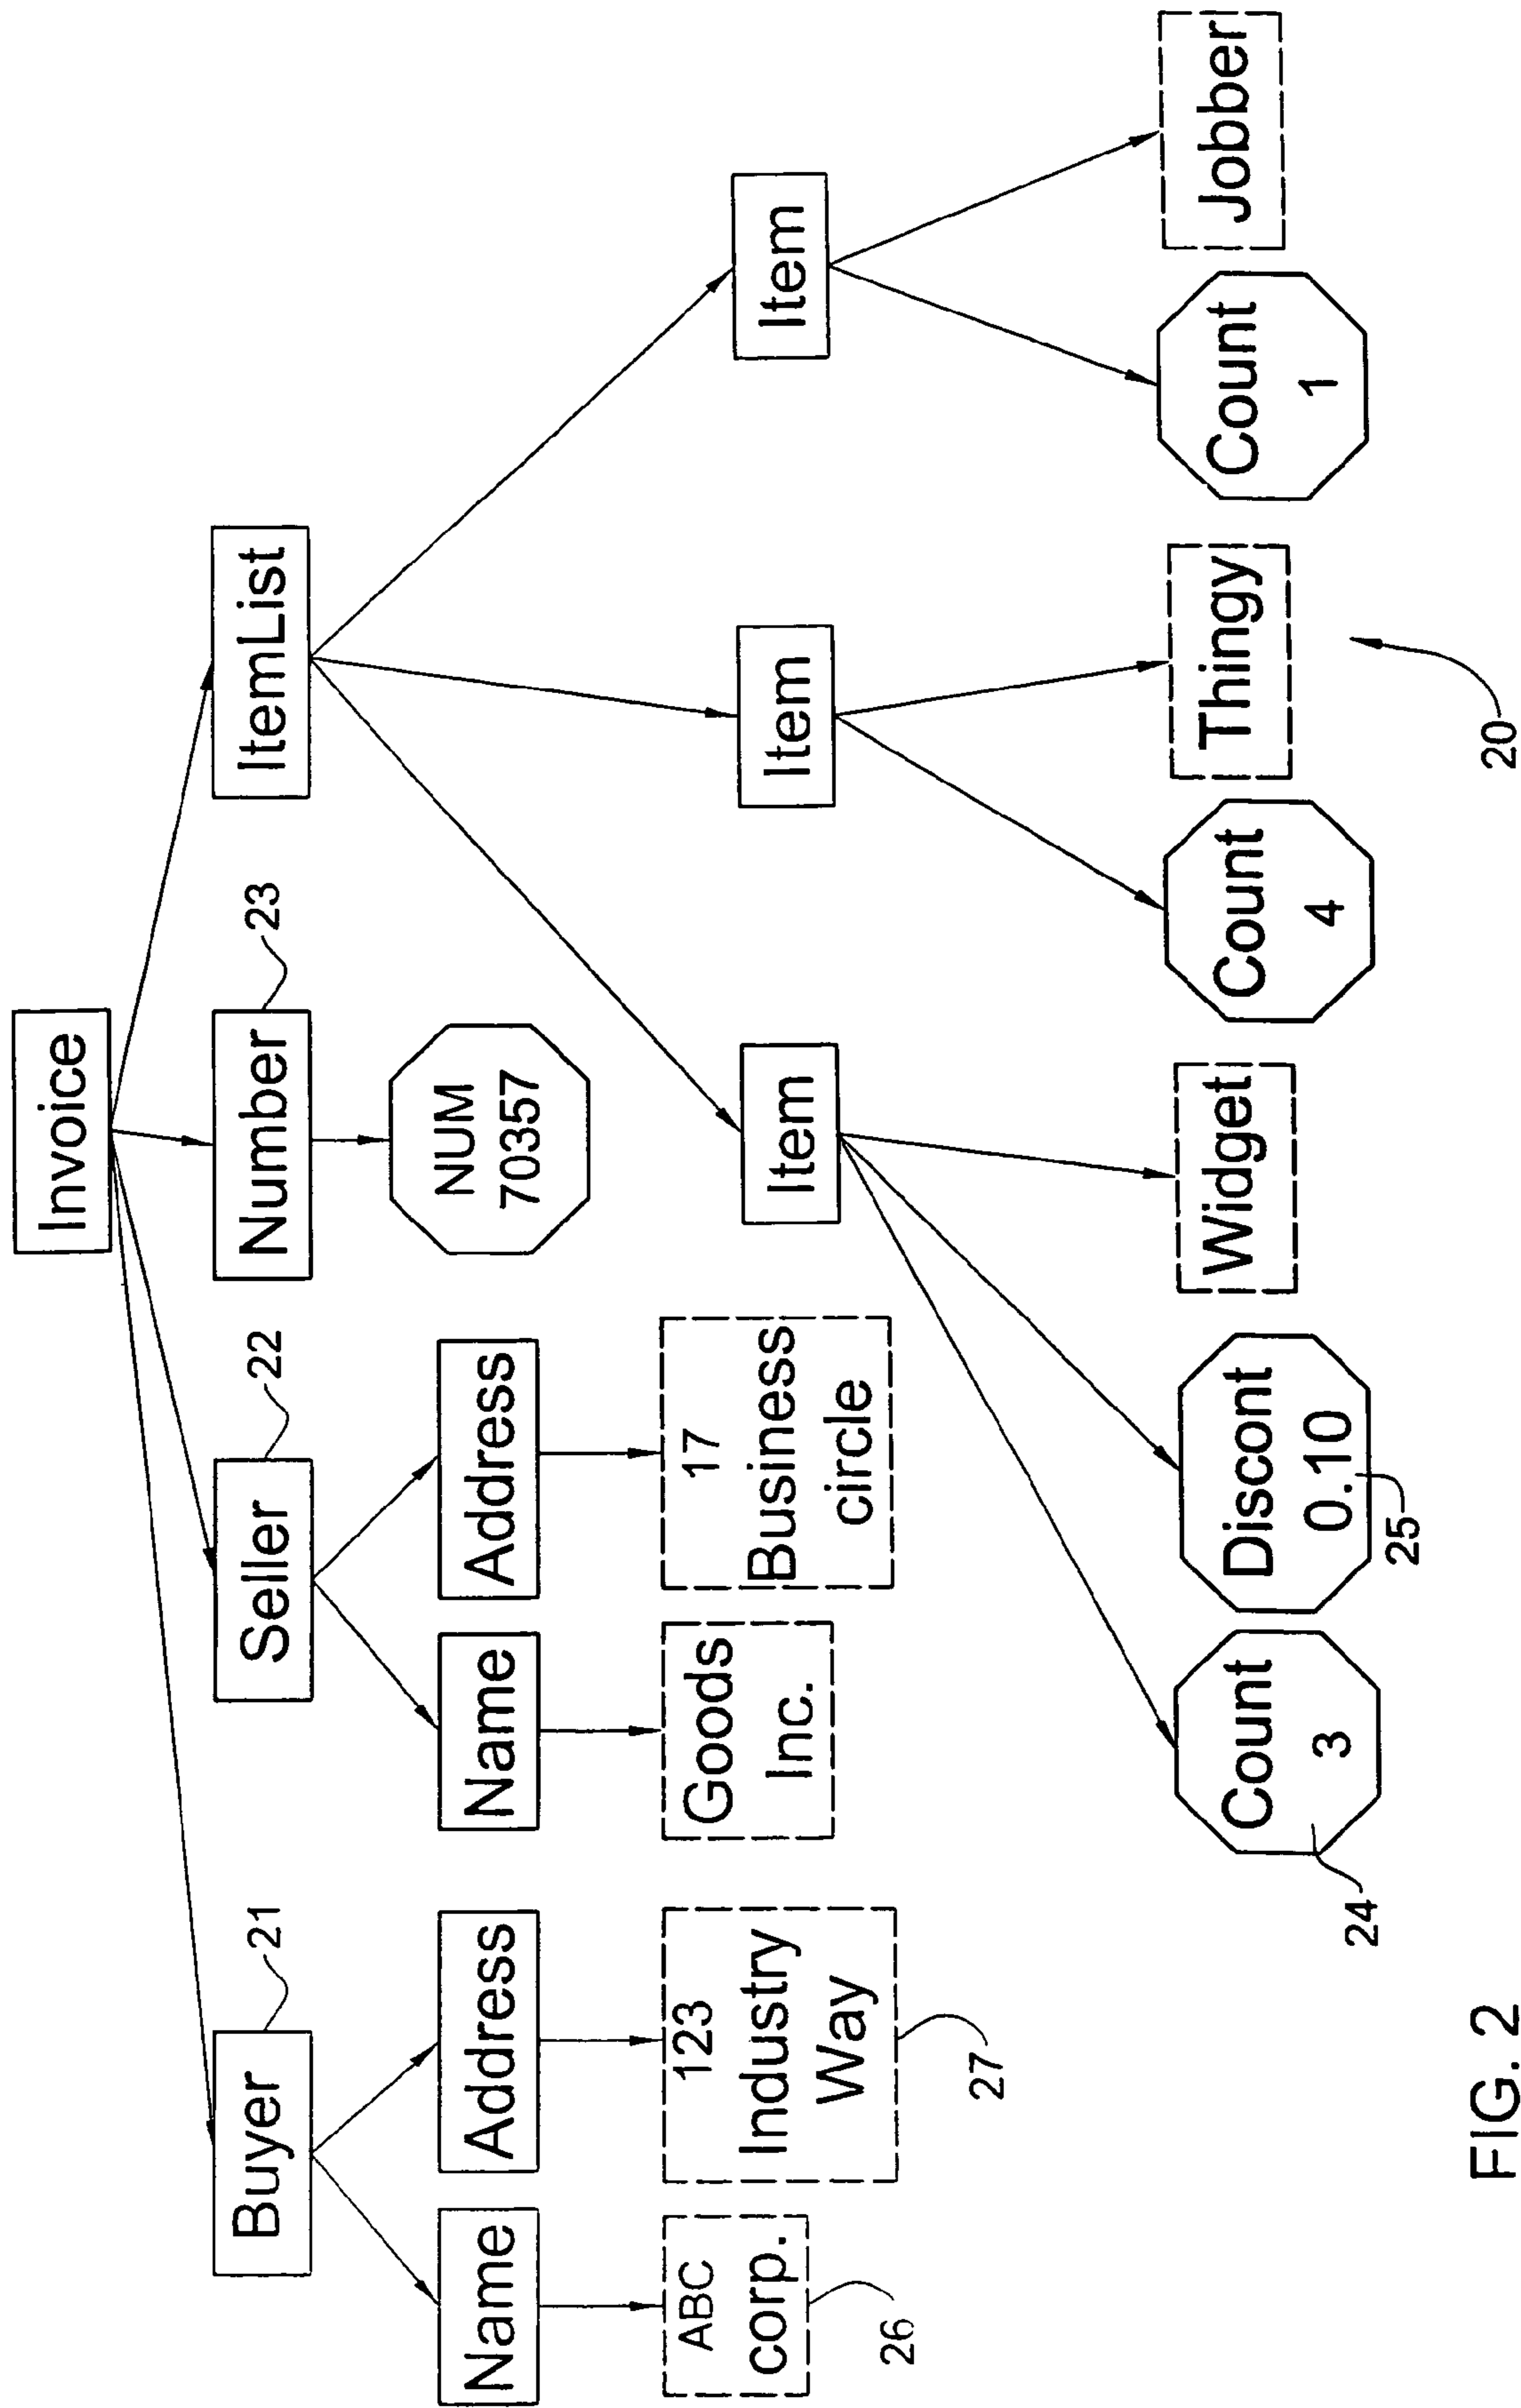 Invoice
Buyer
21
Seller
22
Number
23
ItemList
Name
Address
Name
Address
NUM
70357
ABC
corp.
26
123
Industry
Way
27
Goods
Inc.
17
Business
circle
Item
Item
Item
Count
3
24
Discont
0.10
25
Widget
Count
4
Thingy
Count
1
Jobber
20
FIG. 2